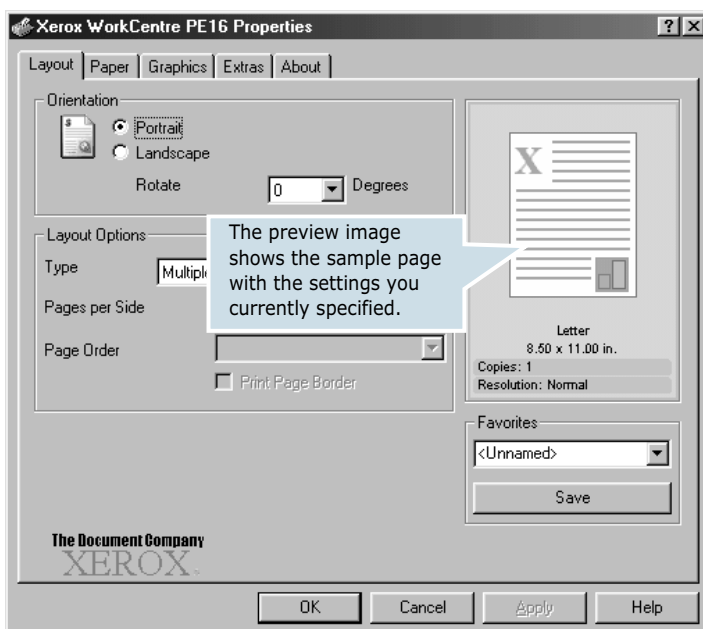 Xerox WorkCentre PE16 Properties
Layout Paper Graphics Extras About
Orientation
Portrait
Landscape
Rotate 0 Degrees
Layout Options
Type
Pages per Side
Page Order
Print Page Border
The preview image
shows the sample page
with the settings you
currently specified.
X
Letter
8.50 x 11.00 in.
Copies: 1
Resolution: Normal
Favorites
<Unnamed>
Save
The Document Company
XEROX
OK Cancel Apply Help